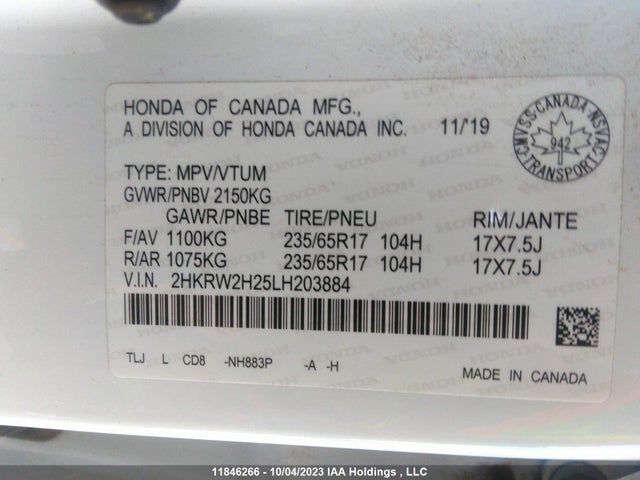 HONDA OF CANADA MFG.,
A DIVISION OF HONDA CANADA INC. 11/'19
CMVSS-CANADA-NSVAC
942
TRANSPORT
TYPE: MPV/VTUM
GVWR/PNBV 2150KG
GAWR/PNBE TIRE/PNEU RIM/JANTE
F/AV 1100KG 235/65R17 104H 17X7.5J
R/AR 1075KG 235/65R17 104H 17X7.5J
V.I.N. 2HKRW2H25LH203884
TLJ L CD8 -NH883P -A -H
MADE IN CANADA
11846266 - 10/04/2023 IAA Holdings , LLC